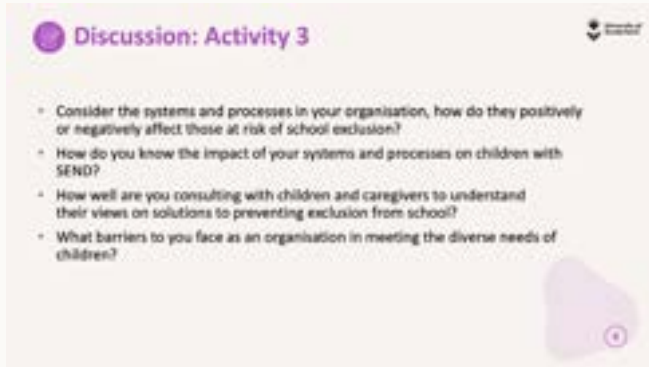 Discussion: Activity 3
• Consider the systems and processes in your organisation, how do they positively
or negatively affect those at risk of school exclusion?
• How do you know the impact of your systems and processes on children with
SEND?
• How well are you consulting with children and caregivers to understand
their views on solutions to preventing exclusion from school?
• What barriers to you face as an organisation in meeting the diverse needs of
children?